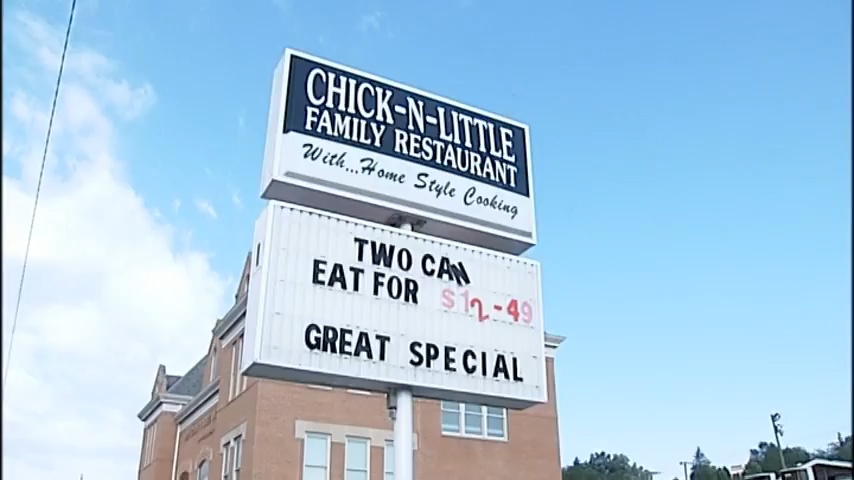 CHICK-N-LITTLE
FAMILY RESTAURANT
With...Home Style Cooking
TWO CAN
EAT FOR $12-49
GREAT SPECIAL